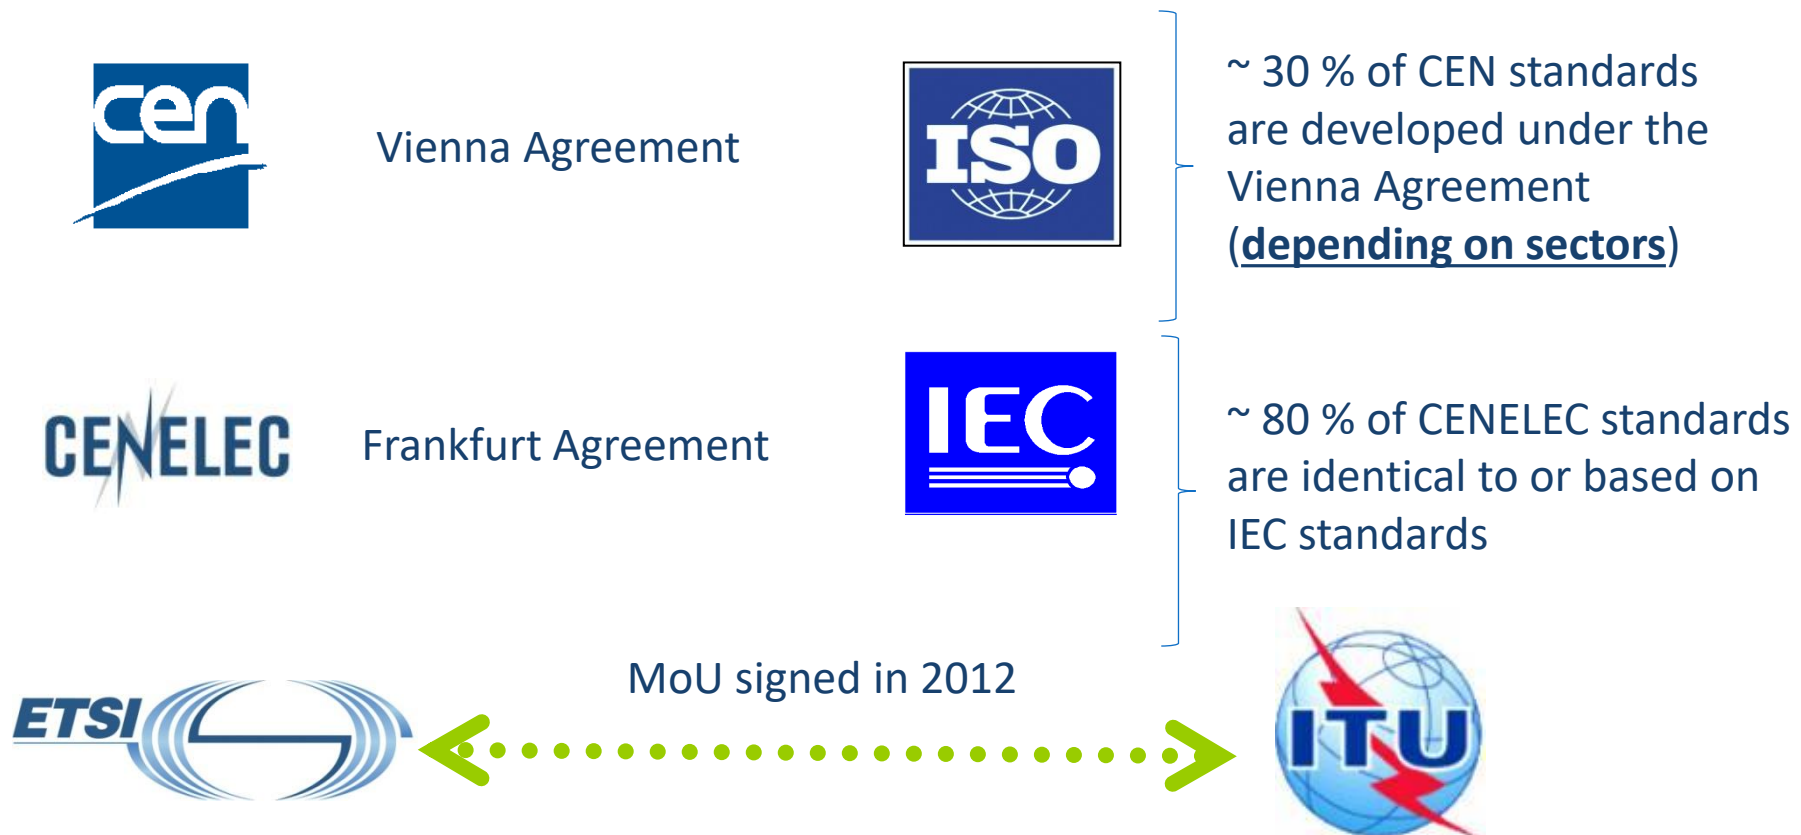 cen
Vienna Agreement
ISO
~ 30 % of CEN standards
are developed under the
Vienna Agreement
(depending on sectors)
CENELEC
Frankfurt Agreement
IEC
~ 80 % of CENELEC standards
are identical to or based on
IEC standards
ETSI
MoU signed in 2012
ITU